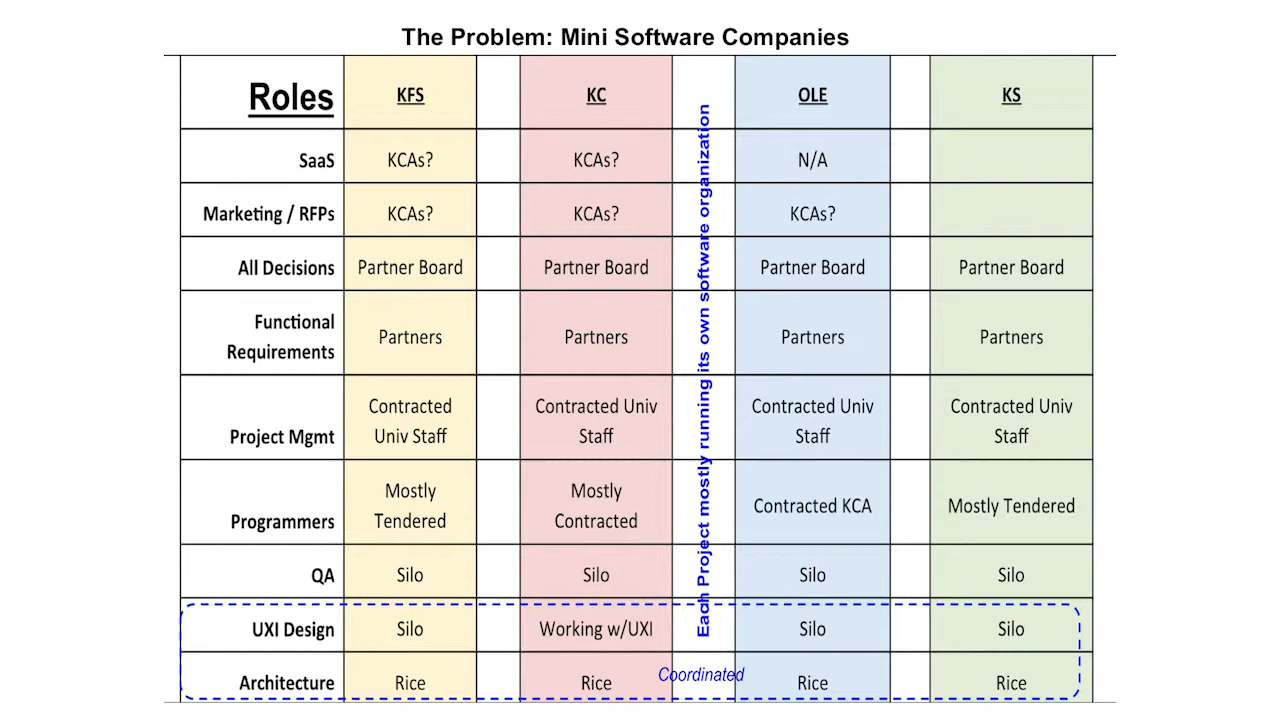 The Problem: Mini Software Companies
Roles KFS KC OLE KS
SaaS KCAs? KCAs? N/A
Marketing / RFPs KCAs? KCAs? KCAs?
All Decisions Partner Board Partner Board Partner Board Partner Board
Functional Requirements Partners Partners Partners Partners
Project Mgmt Contracted Univ Staff Contracted Univ Staff Contracted Univ Staff Contracted Univ Staff
Programmers Mostly Tendered Mostly Contracted Contracted KCA Mostly Tendered
QA Silo Silo Silo Silo
UXI Design Silo Working w/UXI Silo Silo
Architecture Rice Rice Rice Rice
Coordinated
Each Project mostly running its own software organization